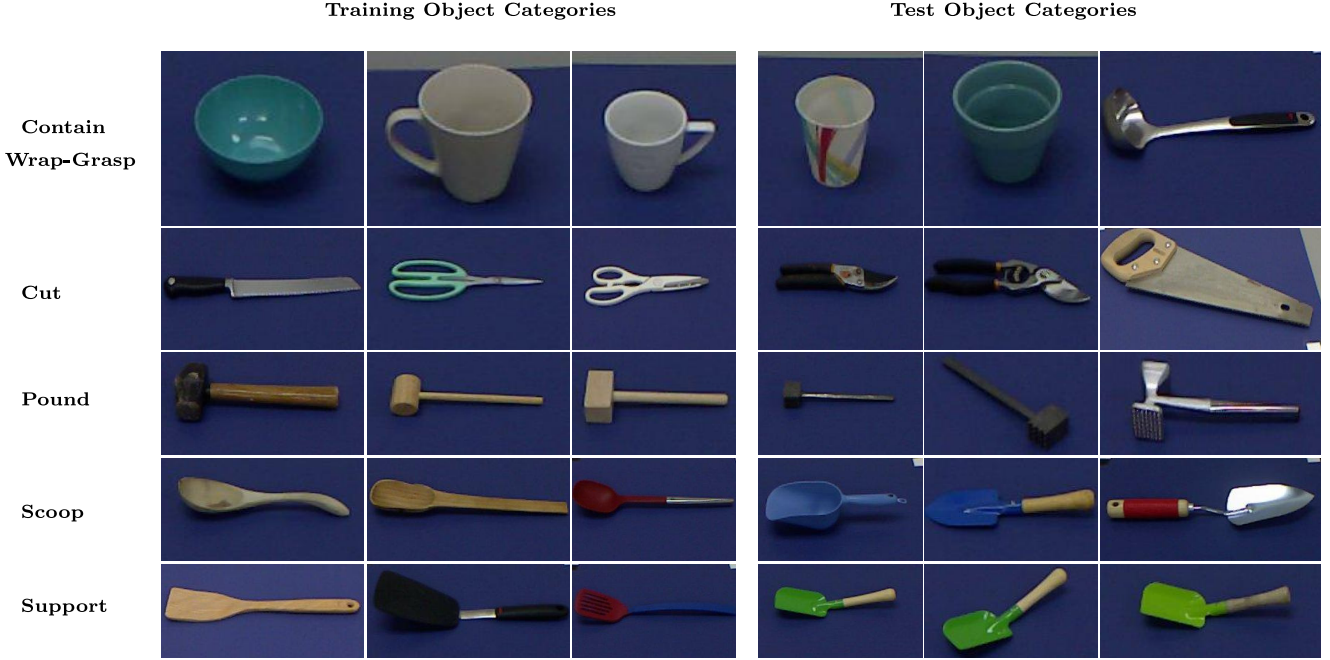 Training Object Categories
Test Object Categories
Contain
Wrap-Grasp
Cut
Pound
Scoop
Support